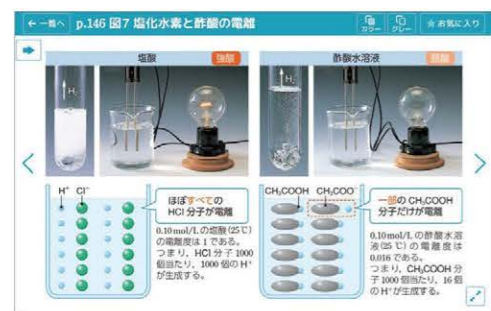 ← 一覧へ
p.146 図7 塩化水素と酢酸の電離
カラー
グレー
☆お気に入り
塩酸
強酸
酢酸水溶液
弱酸
H₂
H₂
H⁺ Cl⁻
ほぼすべての
HCl 分子が電離
0.10 mol/L の塩酸(25℃)
の電離度は 1 である。
つまり,HCl 分子 1000
個当たり,1000 個の H⁺
が生成する。
CH₃COOH CH₃COO⁻
一部の CH₃COOH
分子だけが電離
0.10 mol/L の酢酸水溶
液(25℃)の電離度は
0.016 である。
つまり,CH₃COOH 分
子 1000 個当たり,16 個
の H⁺が生成する。